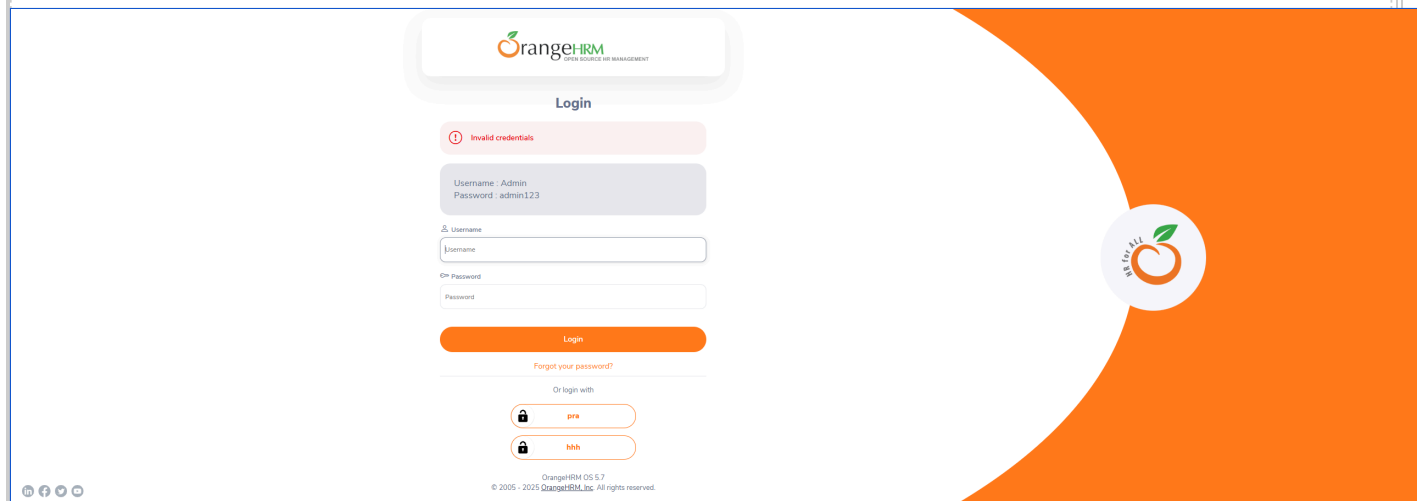 OrangeHRM
OPEN SOURCE HR MANAGEMENT
Login
Invalid credentials
Username : Admin
Password : admin123
Username
Username
Password
Password
Login
Forgot your password?
Or login with
pra
hhh
OrangeHRM OS 5.7
© 2005 - 2025 OrangeHRM, Inc. All rights reserved.
HR for ALL